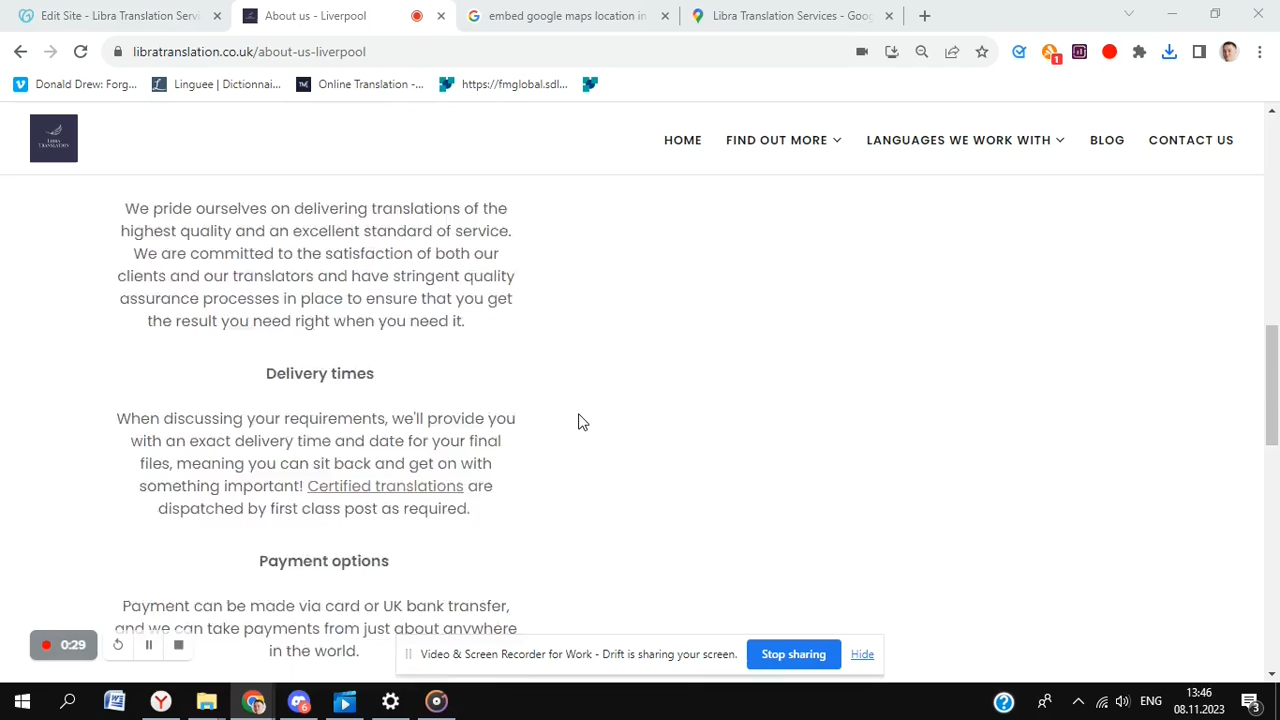 Edit Site - Libra Translation Serv
About us - Liverpool
embed google maps location in
Libra Translation Services - Goog
libratranslation.co.uk/about-us-liverpool
1
Donald Drew: Forg...
Linguee | Dictionnai...
Online Translation -...
https://fmglobal.sdl...
LIBRA
TRANSLATION
HOME
FIND OUT MORE
LANGUAGES WE WORK WITH
BLOG
CONTACT US
We pride ourselves on delivering translations of the
highest quality and an excellent standard of service.
We are committed to the satisfaction of both our
clients and our translators and have stringent quality
assurance processes in place to ensure that you get
the result you need right when you need it.
Delivery times
When discussing your requirements, we'll provide you
with an exact delivery time and date for your final
files, meaning you can sit back and get on with
something important! Certified translations are
dispatched by first class post as required.
Payment options
Payment can be made via card or UK bank transfer,
and we can take payments from just about anywhere
in the world.
0:29
Video & Screen Recorder for Work - Drift is sharing your screen.
Stop sharing
Hide
ENG
13:46
08.11.2023
3